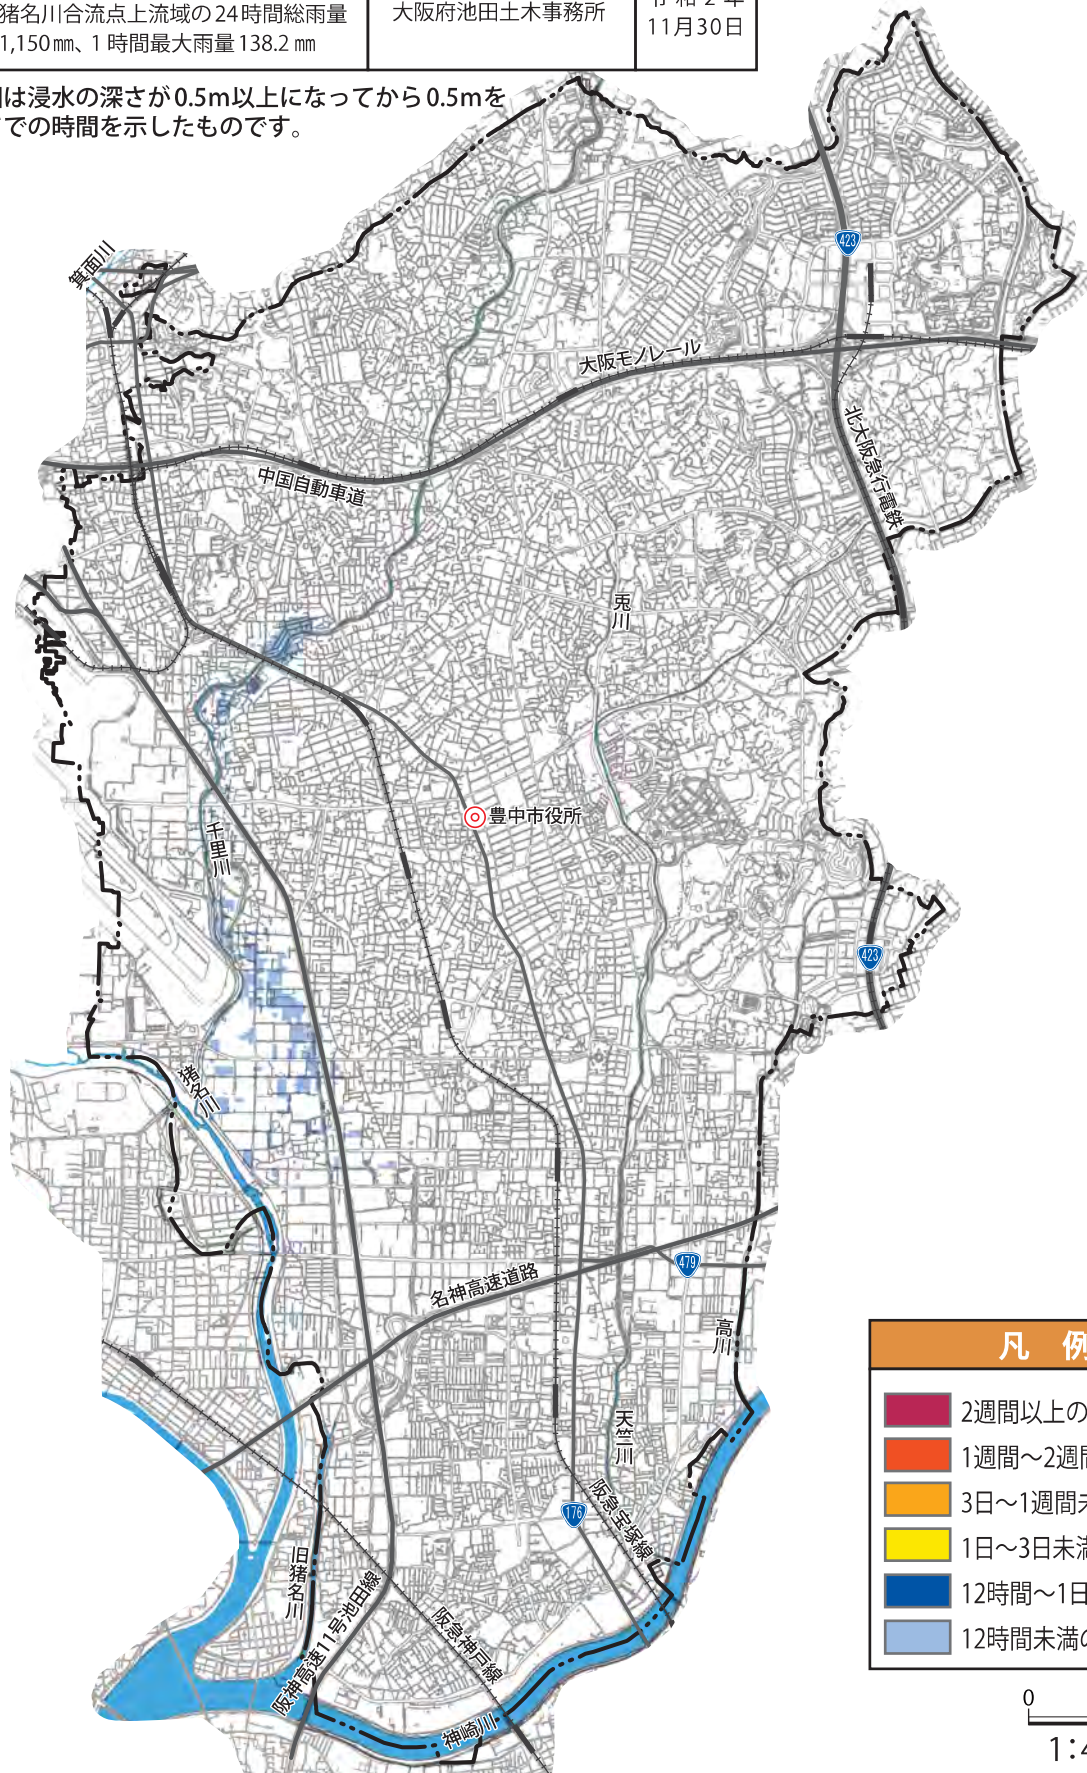 猪名川合流点上流域の24時間総雨量
1,150㎜、1時間最大雨量138.2㎜
大阪府池田土木事務所
令和2年
11月30日
は浸水の深さが0.5m以上になってから0.5mを
での時間を示したものです。
箕面川
423
大阪モノレール
中国自動車道
北大阪急行電鉄
兎川
豊中市役所
千里川
423
猪名川
479
名神高速道路
高川
天竺川
176
阪急宝塚線
旧猪名川
阪神高速11号池田線
阪急神戸線
神崎川
凡 例
2週間以上の
1週間〜2週間
3日〜1週間未
1日〜3日未満
12時間〜1日
12時間未満の
0
1:4